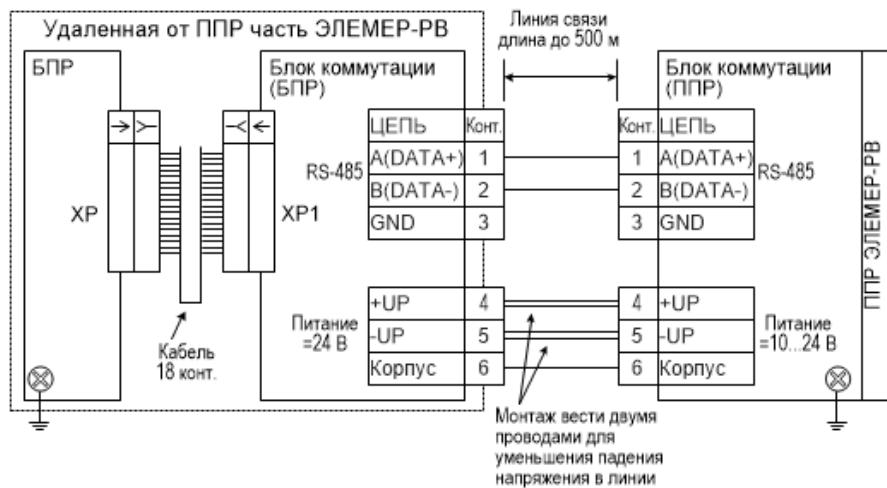 Удаленная от ППР часть ЭЛЕМЕР-РВ
Линия связи
длина до 500 м
БПР
Блок коммутации
(БПР)
Блок коммутации
(ППР)
ЦЕПЬ Конт.
Конт. ЦЕПЬ
RS-485
A(DATA+) 1
1 A(DATA+)
B(DATA-) 2
2 B(DATA-)
RS-485
GND 3
3 GND
XP
XP1
ППР ЭЛЕМЕР-РВ
Питание
=24 В
+UP 4
4 +UP
-UP 5
5 -UP
Корпус 6
6 Корпус
Питание
=10...24 В
Кабель
18 конт.
Монтаж вести двумя
проводами для
уменьшения падения
напряжения в линии